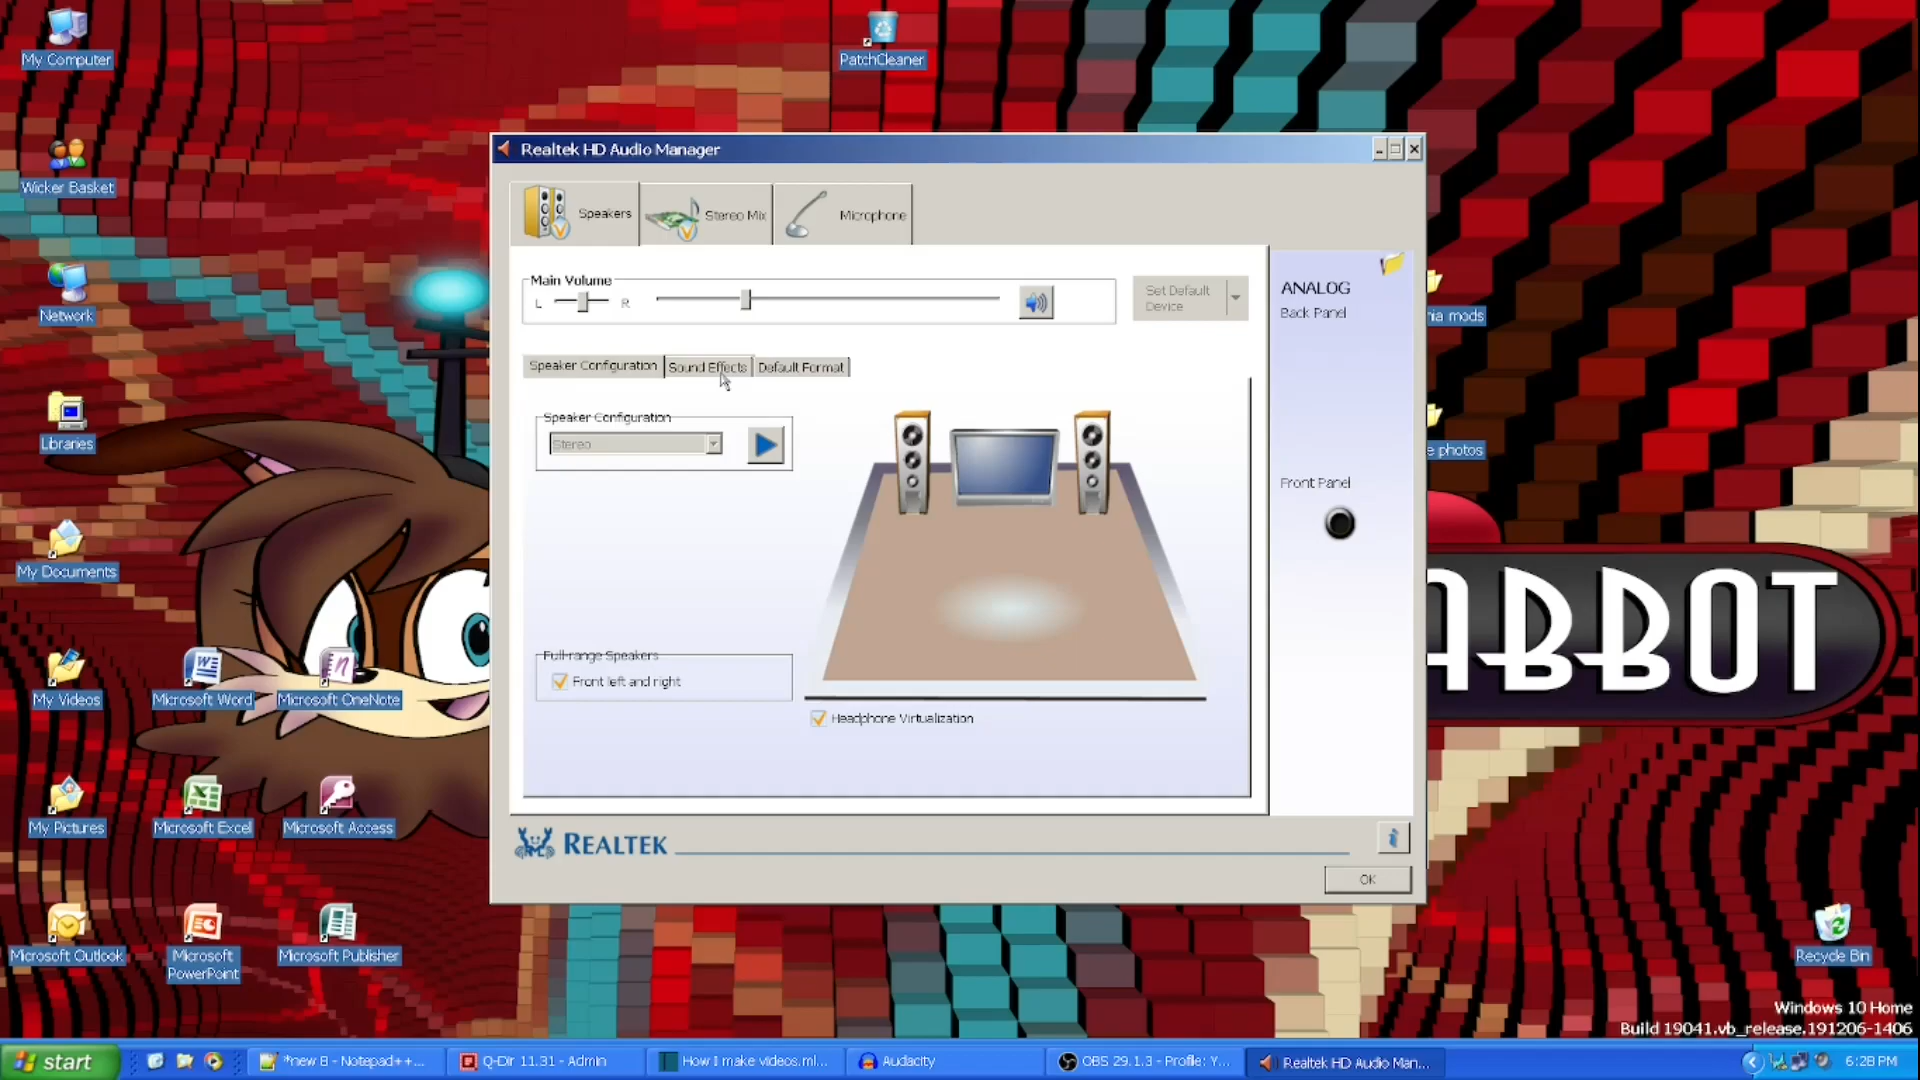 My Computer
PatchCleaner
Realtek HD Audio Manager
Wicker Basket
Speakers
Stereo Mix
Microphone
Main Volume
L
R
Set Default
Device
ANALOG
Back Panel
Network
nia mods
Speaker Configuration
Sound Effects
Default Format
Speaker Configuration
Stereo
Libraries
e photos
Front Panel
My Documents
ABBOT
Full-range Speakers
Front left and right
My Videos
Microsoft Word
Microsoft OneNote
Headphone Virtualization
My Pictures
Microsoft Excel
Microsoft Access
REALTEK
OK
Microsoft Outlook
Microsoft
PowerPoint
Microsoft Publisher
Recycle Bin
Windows 10 Home
Build 19041.vb_release.191206-1406
start
*new 8 - Notepad++...
Q-Dir 11.31 - Admin
How I make videos.ml...
Audacity
OBS 29.1.3 - Profile: Y...
Realtek HD Audio Man...
6:28 PM